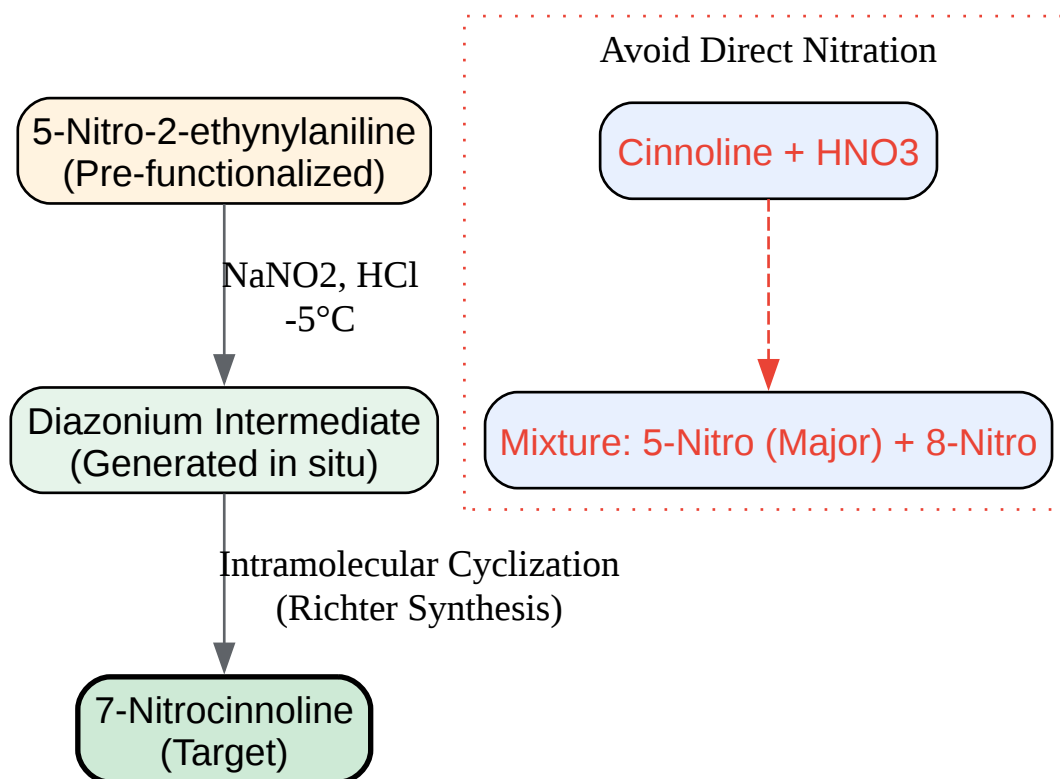 Avoid Direct Nitration
5-Nitro-2-ethynylaniline
(Pre-functionalized)
Cinnoline + HNO3
NaNO2, HCl
-5°C
Diazonium Intermediate
(Generated in situ)
Mixture: 5-Nitro (Major) + 8-Nitro
Intramolecular Cyclization
(Richter Synthesis)
7-Nitrocinnoline
(Target)